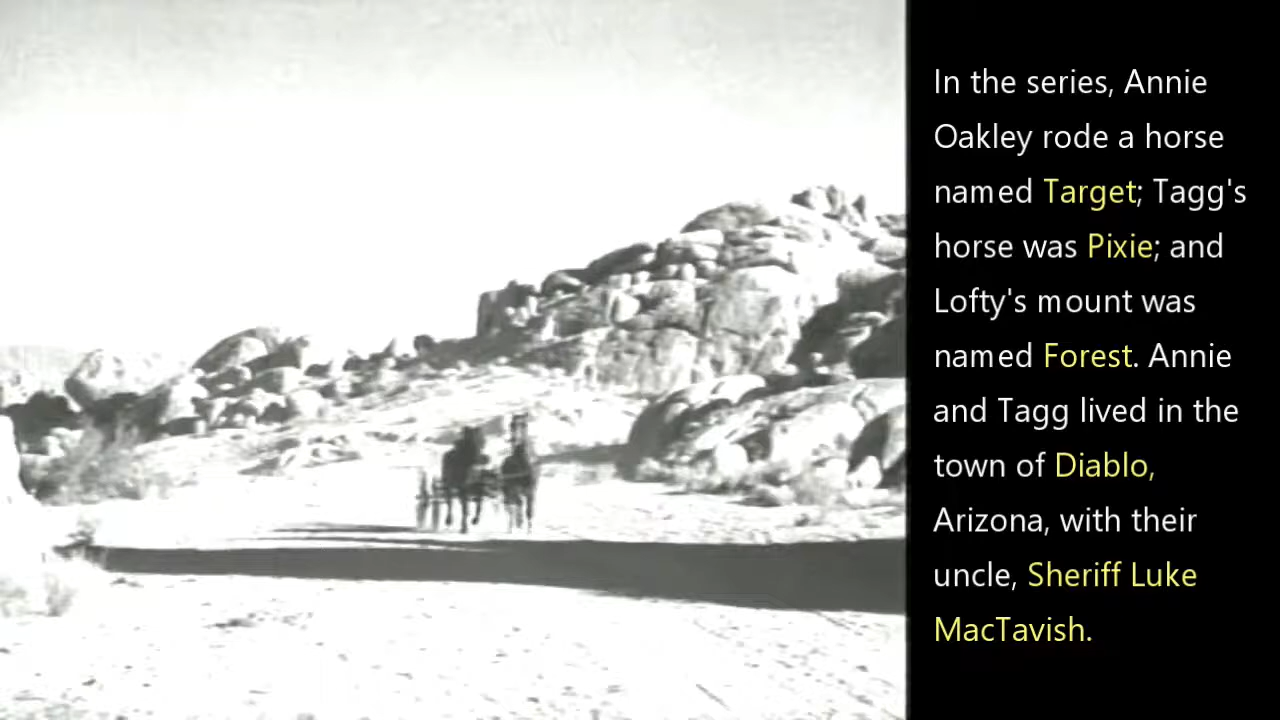 In the series, Annie
Oakley rode a horse
named Target; Tagg's
horse was Pixie; and
Lofty's mount was
named Forest. Annie
and Tagg lived in the
town of Diablo,
Arizona, with their
uncle, Sheriff Luke
MacTavish.